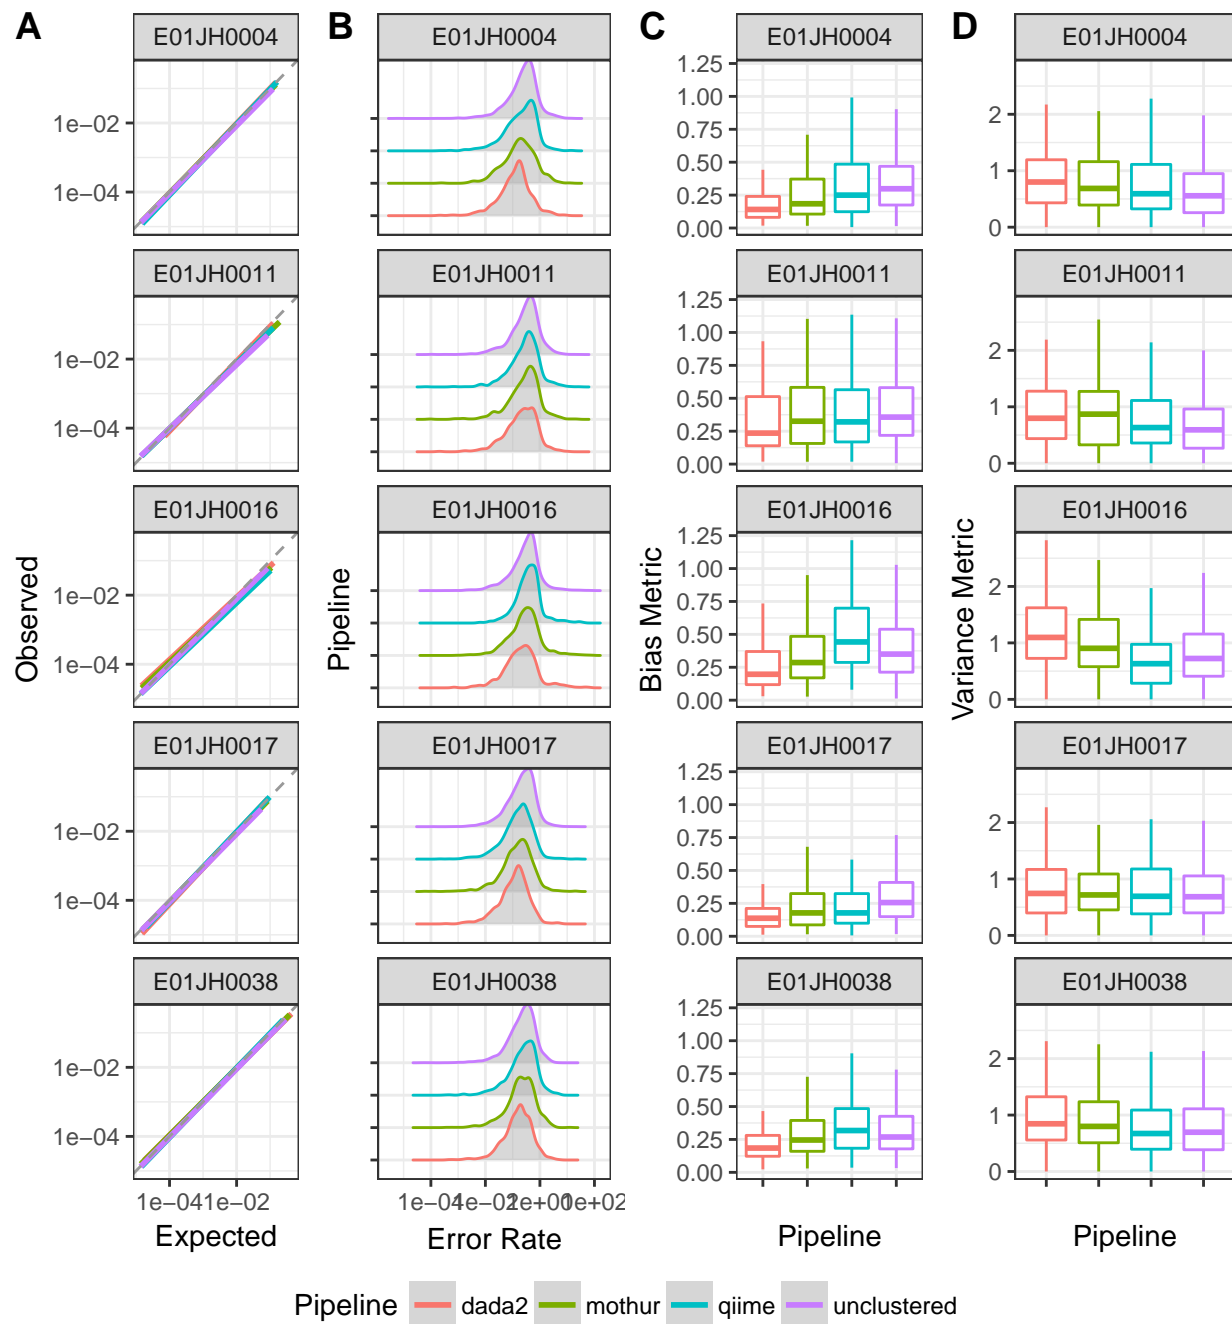 A B C D
E01JH0004 E01JH0004 E01JH0004 E01JH0004
1e−02
1e−04
1.25
1.00
0.75
0.50
0.25
0.00
2
1
0
E01JH0011 E01JH0011 E01JH0011 E01JH0011
1e−02
1e−04
1.25
1.00
0.75
0.50
0.25
0.00
2
1
0
E01JH0016 E01JH0016 E01JH0016 E01JH0016
1e−02
1e−04
1.25
1.00
0.75
0.50
0.25
0.00
2
1
0
Observed
Pipeline
Bias Metric
Variance Metric
E01JH0017 E01JH0017 E01JH0017 E01JH0017
1e−02
1e−04
1.25
1.00
0.75
0.50
0.25
0.00
2
1
0
E01JH0038 E01JH0038 E01JH0038 E01JH0038
1e−02
1e−04
1.25
1.00
0.75
0.50
0.25
0.00
2
1
0
1e−04 1e−02 1e−04 1e−02 1e+00 1e+02
Expected Error Rate Pipeline Pipeline
Pipeline dada2 mothur qiime unclustered